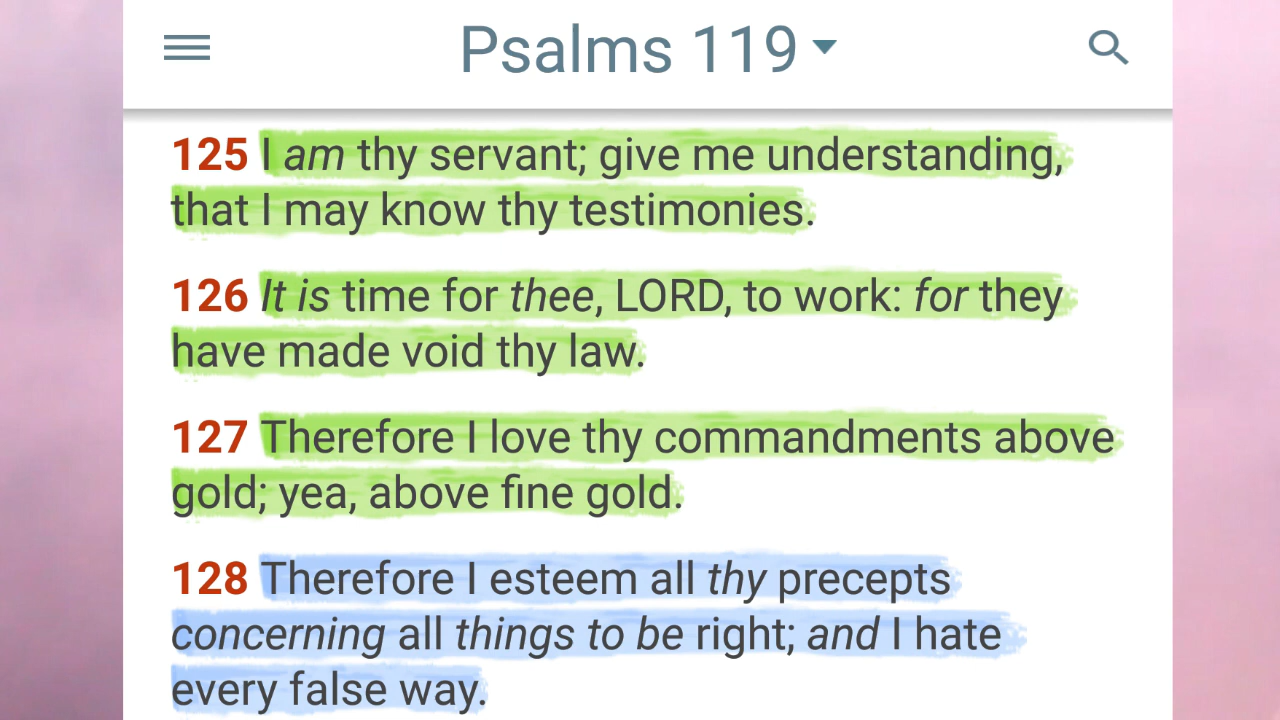 Psalms 119
125 I am thy servant; give me understanding,
that I may know thy testimonies.
126 It is time for thee, LORD, to work: for they
have made void thy law.
127 Therefore I love thy commandments above
gold; yea, above fine gold.
128 Therefore I esteem all thy precepts
concerning all things to be right; and I hate
every false way.